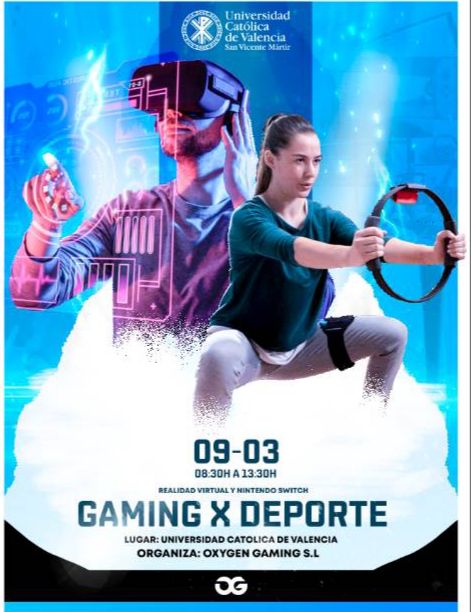 Universidad
Católica
de Valencia
San Vicente Mártir
09-03
08:30H A 13:30H
REALIDAD VIRTUAL Y NINTENDO SWITCH
GAMING X DEPORTE
LUGAR: UNIVERSIDAD CATOLICA DE VALENCIA
ORGANIZA: OXYGEN GAMING S.L
OG